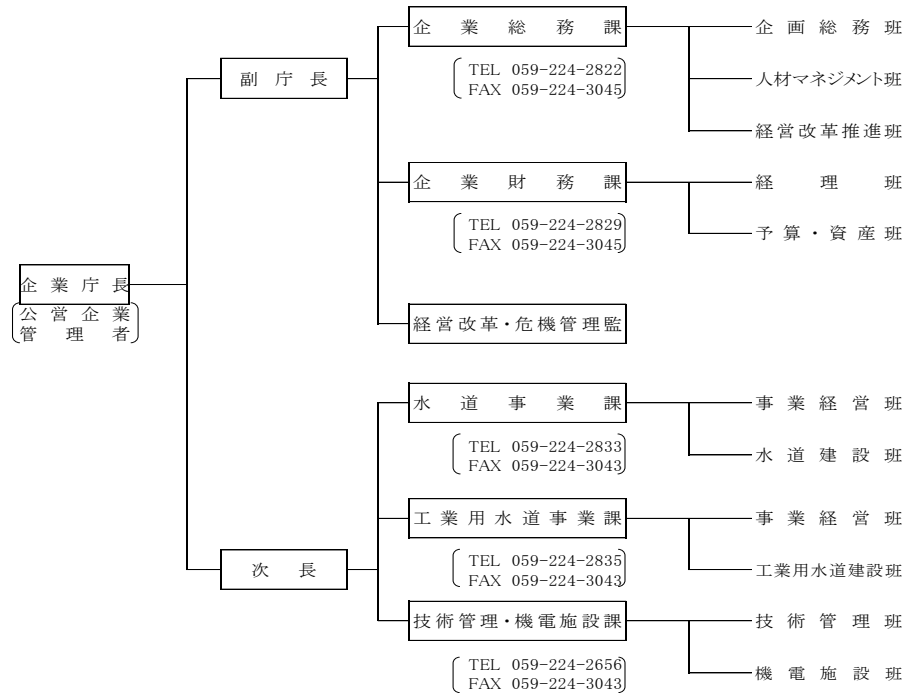 企業総務課
企画総務班
TEL 059-224-2822
FAX 059-224-3045
副庁長
人材マネジメント班
経営改革推進班
企業財務課
経理班
TEL 059-224-2829
FAX 059-224-3045
予算・資産班
企業庁長
公営企業
管理者
経営改革・危機管理監
水道事業課
事業経営班
TEL 059-224-2833
FAX 059-224-3043
水道建設班
工業用水道事業課
事業経営班
TEL 059-224-2835
FAX 059-224-3043
次長
工業用水道建設班
技術管理・機電施設課
技術管理班
TEL 059-224-2656
FAX 059-224-3043
機電施設班